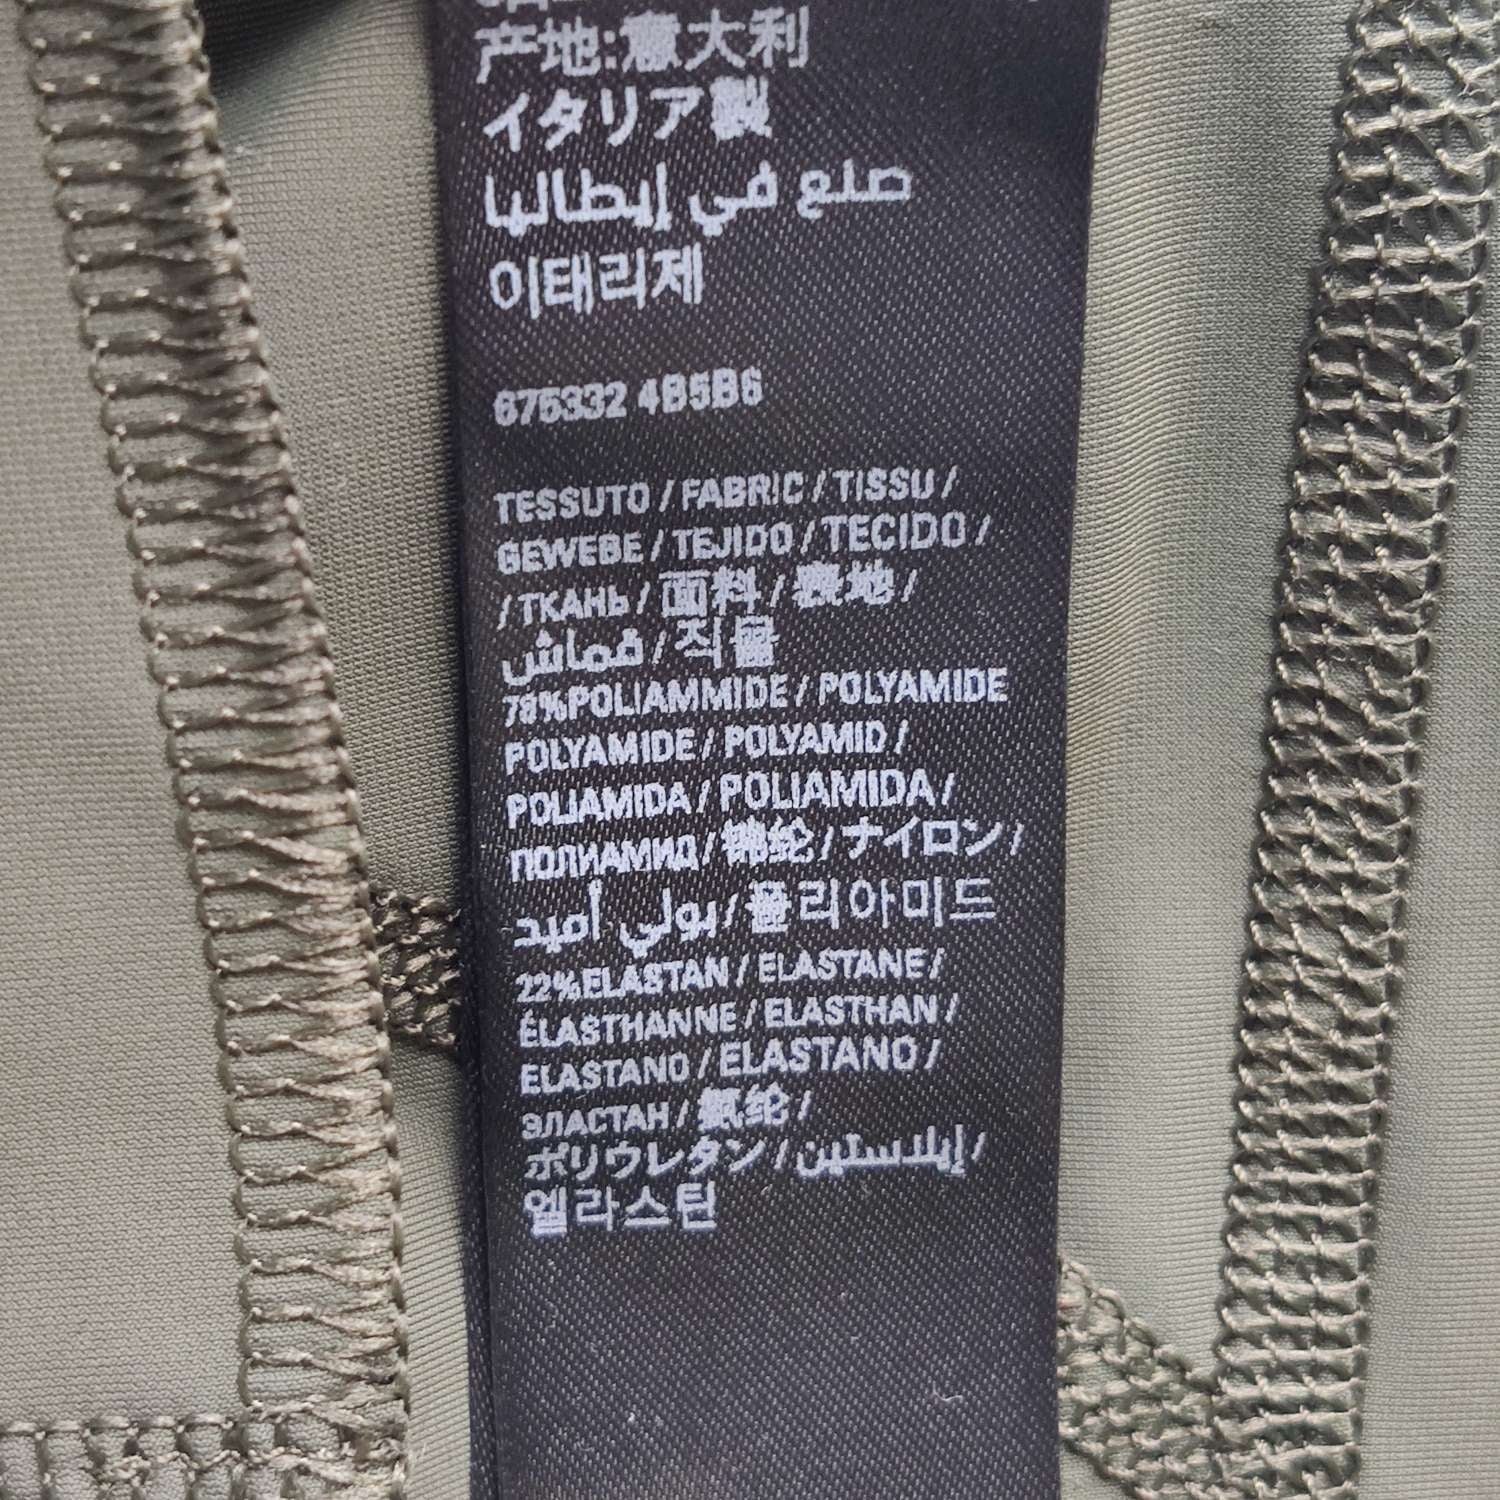 产地:意大利
イタリア製
صنع في إيطاليا
이태리제
675332 4B5B6
TESSUTO / FABRIC / TISSU /
GEWEBE / TEJIDO / TECIDO /
/ ТКАНЬ / 面料 / 表地 /
قماش / 직물
78%POLIAMMIDE / POLYAMIDE
POLYAMIDE / POLYAMID /
POLIAMIDA / POLIAMIDA /
ПОЛИАМИД / 锦纶 / ナイロン /
بولي أميد / 폴리아미드
22%ELASTAN / ELASTANE /
ÉLASTHANNE / ELASTHAN /
ELASTANO / ELASTANO /
ЭЛАСТАН / 氨纶 /
ポリウレタン / إيلاستين /
엘라스틴